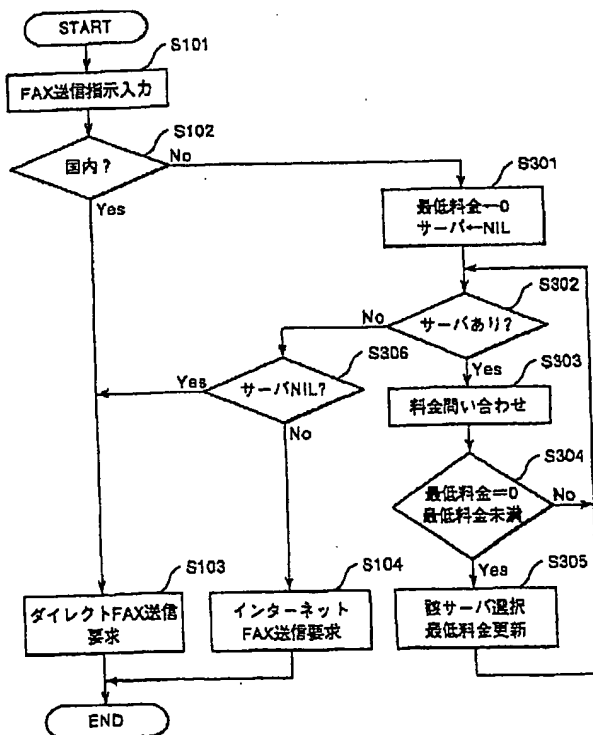 START
S101
FAX送信指示入力
S102
国内?
No
Yes
S301
最低料金←0
サーバ←NIL
S302
サーバあり?
No
Yes
S306
サーバNIL?
Yes
No
S303
料金問い合わせ
S304
最低料金=0
最低料金未満
No
Yes
S103
ダイレクトFAX送信
要求
S104
インターネット
FAX送信要求
S305
該サーバ選択
最低料金更新
END